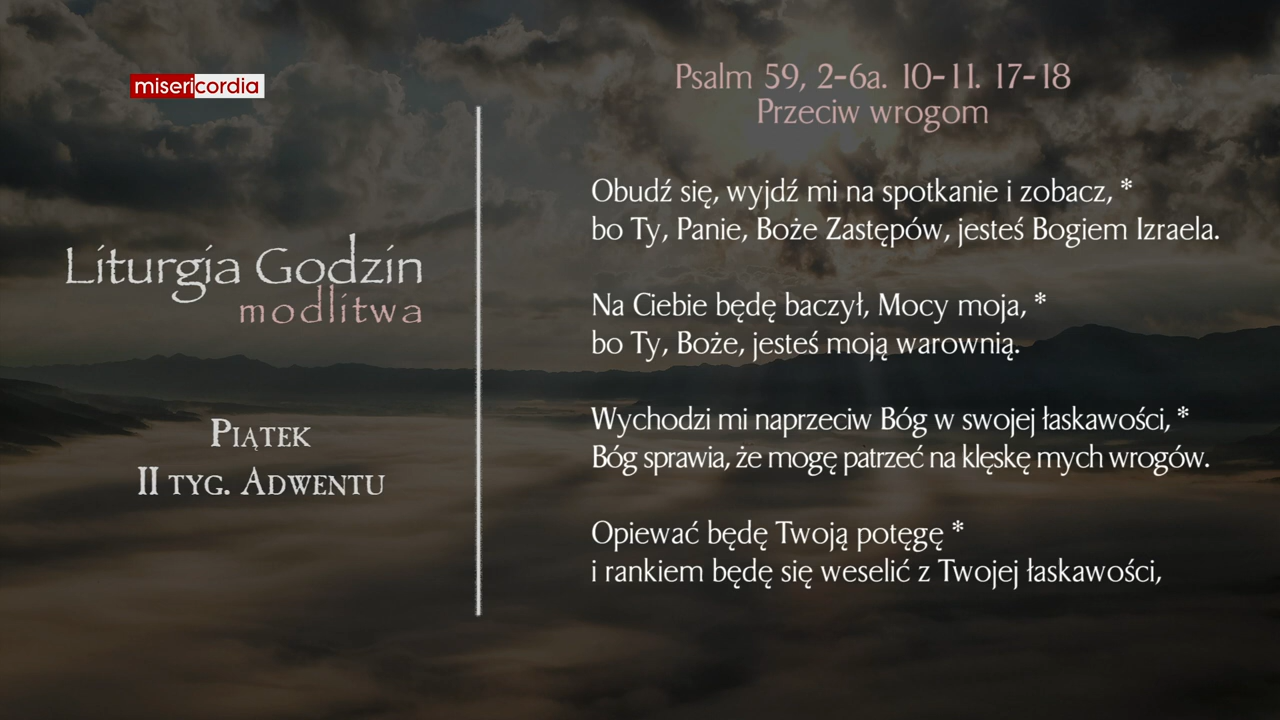 misericordia
Liturgia Godzin
modlitwa
Piątek
II tyg. Adwentu
Psalm 59, 2-6a. 10-11. 17-18
Przeciw wrogom
Obudź się, wyjdź mi na spotkanie i zobacz, *
bo Ty, Panie, Boże Zastępów, jesteś Bogiem Izraela.
Na Ciebie będę baczył, Mocy moja, *
bo Ty, Boże, jesteś moją warownią.
Wychodzi mi naprzeciw Bóg w swojej łaskawości, *
Bóg sprawia, że mogę patrzeć na klęskę mych wrogów.
Opiewać będę Twoją potęgę *
i rankiem będę się weselić z Twojej łaskawości,